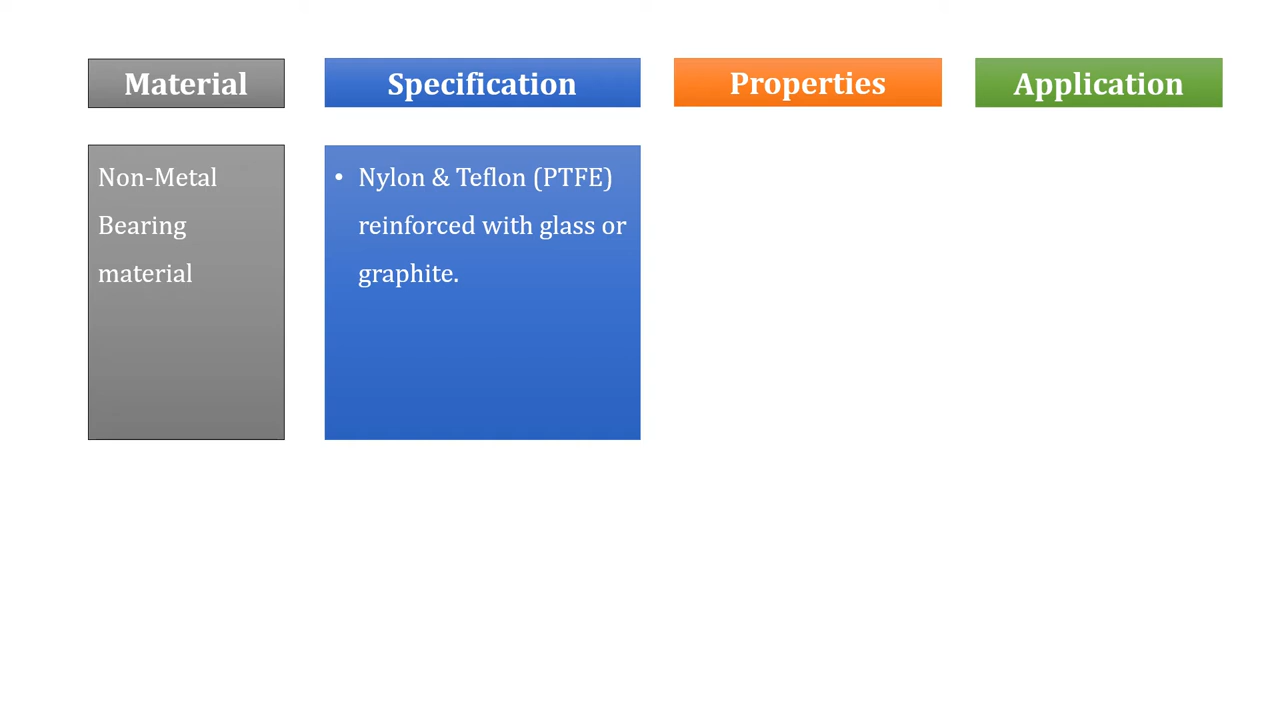 Material
Specification
Properties
Application
Non-Metal
Bearing
material
• Nylon & Teflon (PTFE)
reinforced with glass or
graphite.